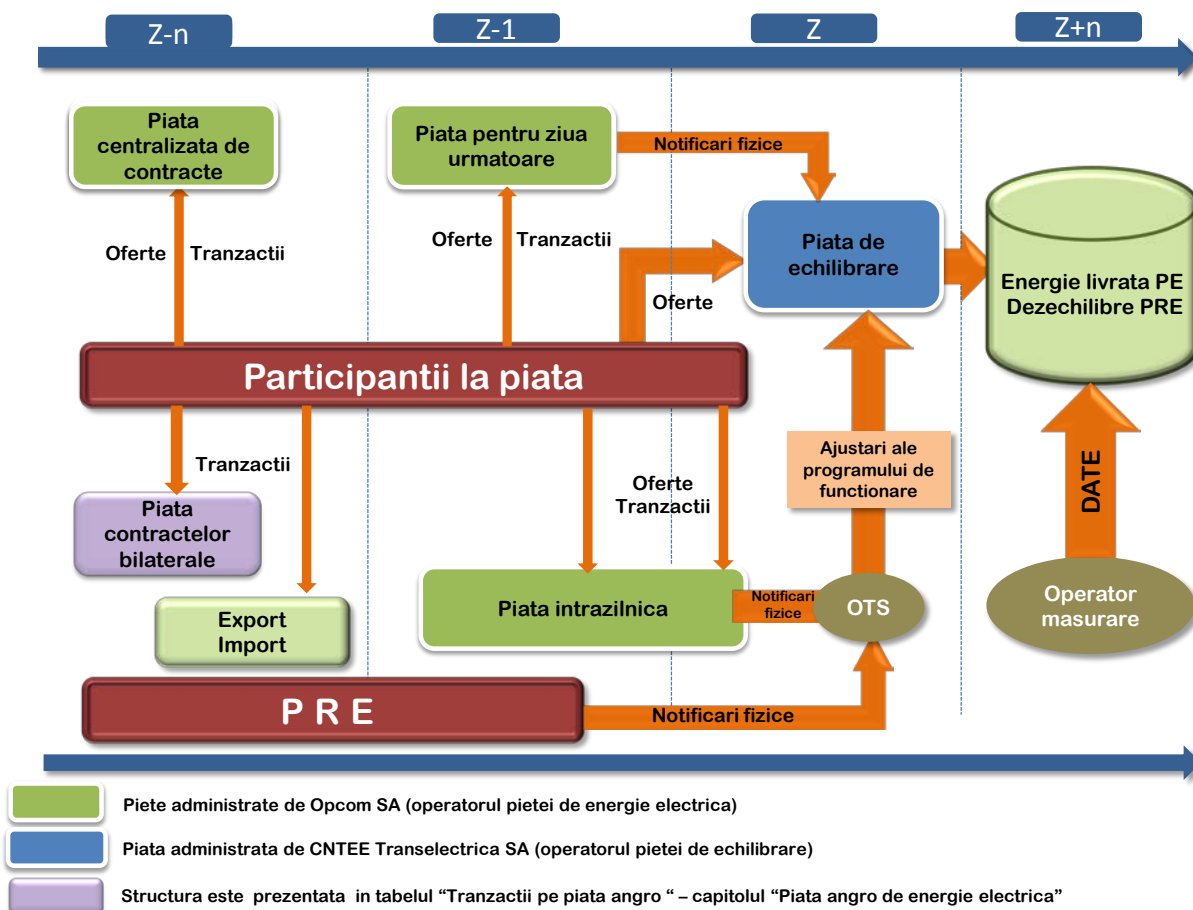 Z-n
Z-1
Z
Z+n
Piata
centralizata de
contracte
Piata pentru ziua
urmatoare
Notificari fizice
Oferte
Tranzactii
Oferte
Tranzactii
Piata de
echilibrare
Oferte
Energie livrata PE
Dezechilibre PRE
Participantii la piata
Tranzactii
Oferte
Tranzactii
Ajustari ale
programului de
functionare
DATE
Piata
contractelor
bilaterale
Piata intrazilnica
Notificari
fizice
OTS
Operator
masurare
Export
Import
P R E
Notificari fizice
Piete administrate de Opcom SA (operatorul pietei de energie electrica)
Piata administrata de CNTEE Transelectrica SA (operatorul pietei de echilibrare)
Structura este prezentata in tabelul “Tranzactii pe piata angro “ – capitolul “Piata angro de energie electrica”